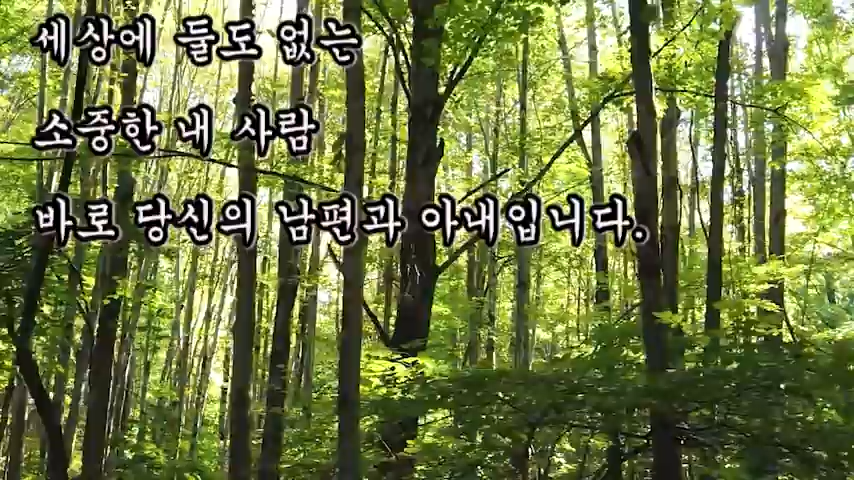 세상에 둘도 없는
소중한 내 사람
바로 당신의 남편과 아내입니다.